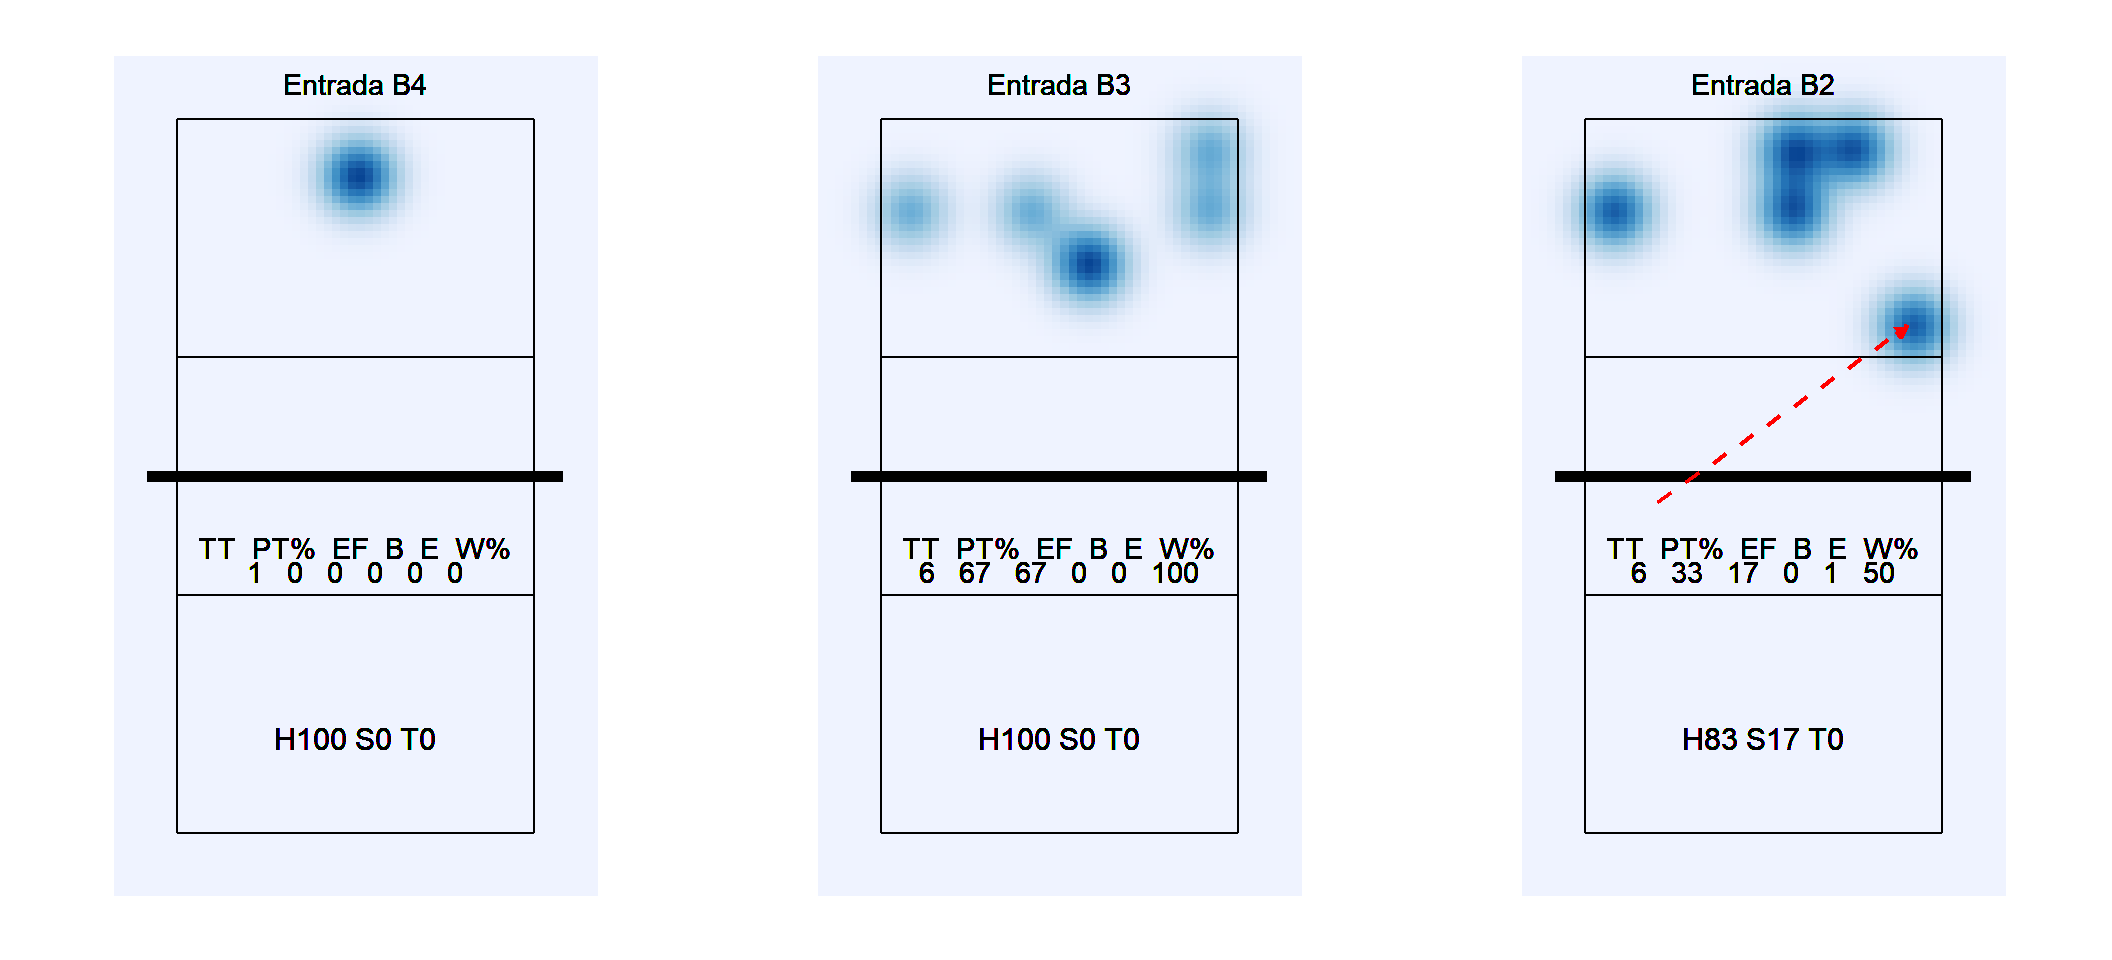 Entrada B4
TT PT% EF B E W%
1 0 0 0 0 0
H100 S0 T0
Entrada B3
TT PT% EF B E W%
6 67 67 0 0 100
H100 S0 T0
Entrada B2
TT PT% EF B E W%
6 33 17 0 1 50
H83 S17 T0